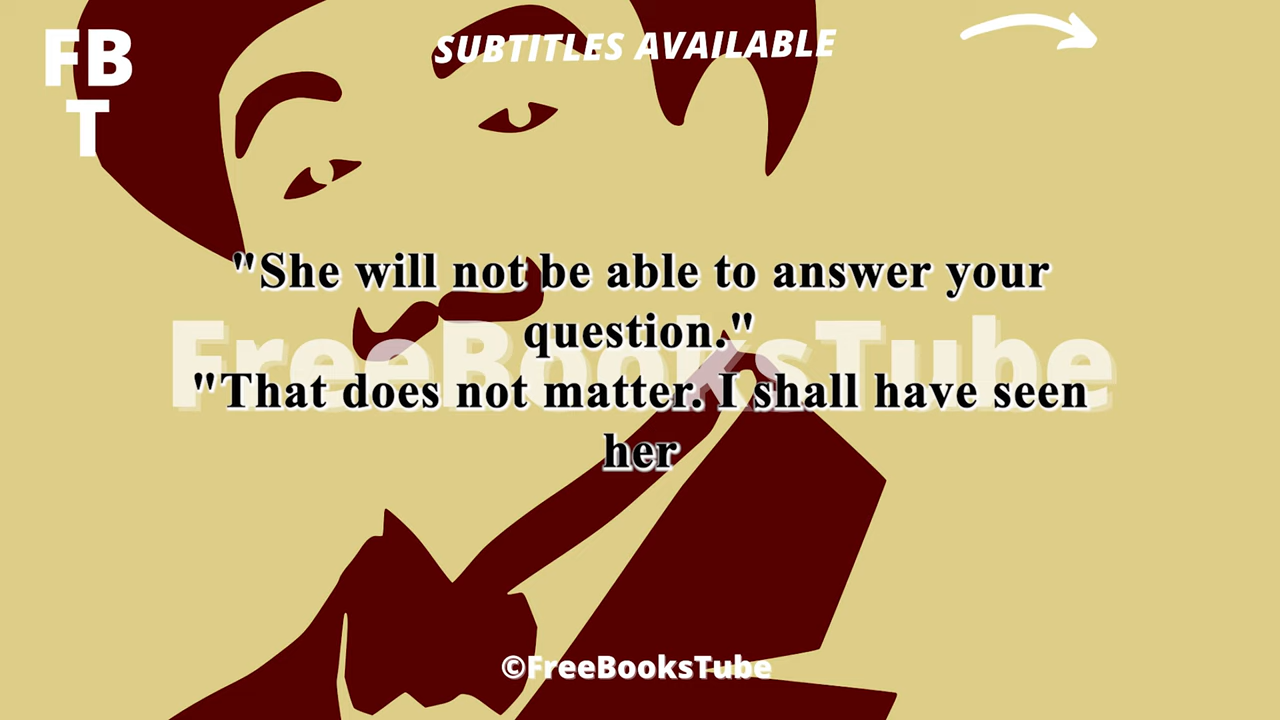 FB
T
SUBTITLES AVAILABLE
"She will not be able to answer your
question."
FreeBooksTube
"That does not matter. I shall have seen
her
©FreeBooksTube